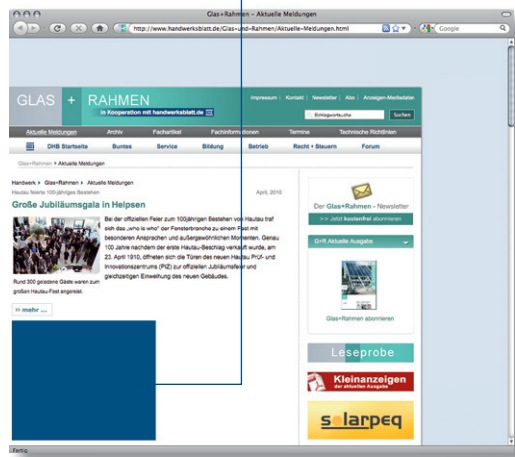 Glas+Rahmen – Aktuelle Meldungen
http://www.handwerksblatt.de/Glas-und-Rahmen/Aktuelle-Meldungen.html
Google
GLAS + RAHMEN
in Kooperation mit handwerksblatt.de
Impressum | Kontakt | Newsletter | Abo | Anzeigen-Mediadaten
Suchen
Aktuelle Meldungen Archiv Fachartikel Fachinformationen Termine Technische Richtlinien
DHB Startseite Buntes Service Bildung Betrieb Recht + Steuern Forum
Glas+Rahmen Aktuelle Meldungen
Handwerk Glas+Rahmen Aktuelle Meldungen
Hautau feierte 100-jähriges Bestehen April, 2010
Große Jubiläumsgala in Helpsen
Bei der offiziellen Feier zum 100jährigen Bestehen von Hautau traf
sich das „who is who" der Fensterbranche zu einem Fest mit
besonderen Ansprachen und außergewöhnlichen Momenten. Genau
100 Jahre nachdem der erste Hautau-Beschlag verkauft wurde, am
23. April 1910, öffneten sich die Türen des neuen Hautau Prüf- und
Innovationszentrums (PIZ) zur offiziellen Jubiläumsfeier und
gleichzeitigen Einweihung des neuen Gebäudes.
Rund 300 geladene Gäste waren zum
großen Hautau-Fest angereist.
>> mehr ...
Der Glas+Rahmen - Newsletter
>> Jetzt kostenfrei abonnieren
G+R Aktuelle Ausgabe
Glas+Rahmen abonnieren
Leseprobe
Kleinanzeigen
der aktuellen Ausgabe
solarpeq
Fertig